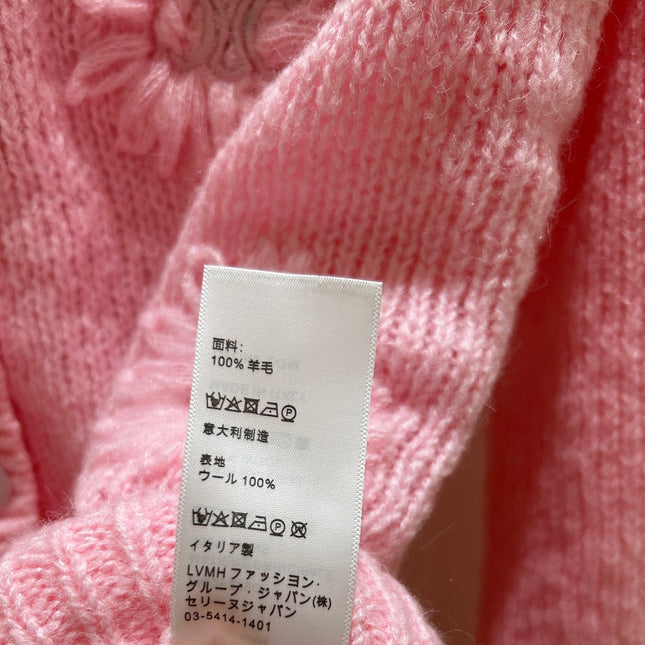 面料:
100% 羊毛
意大利制造
表地
ウール 100%
イタリア製
LVMH ファッション・
グループ・ジャパン(株)
セリーヌジャパン
03-5414-1401